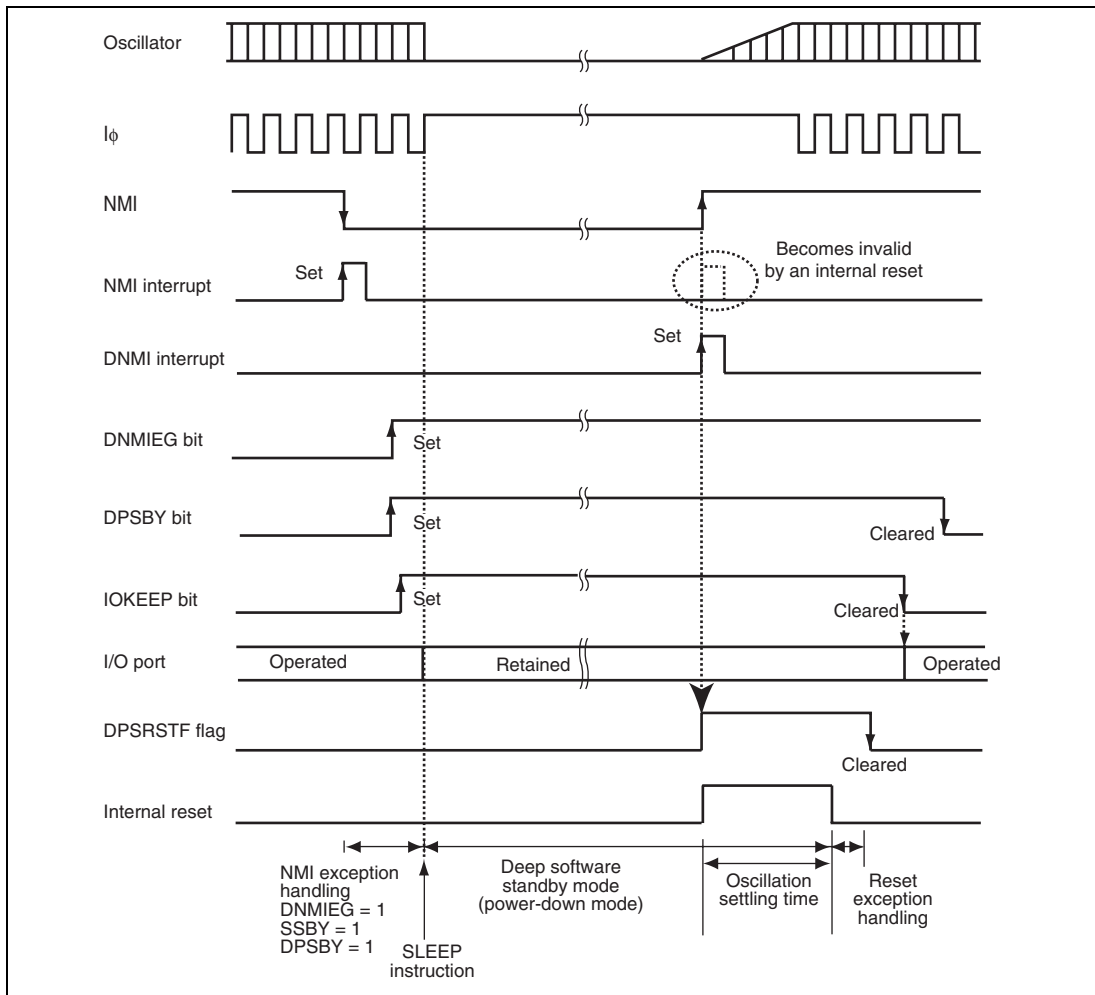 Oscillator
Iϕ
NMI
Becomes invalid
by an internal reset
NMI interrupt
Set
DNMI interrupt
Set
DNMIEG bit
Set
DPSBY bit
Set
Cleared
IOKEEP bit
Set
Cleared
I/O port
Operated
Retained
Operated
DPSRSTF flag
Cleared
Internal reset
NMI exception
handling
DNMIEG = 1
SSBY = 1
DPSBY = 1
SLEEP
instruction
Deep software
standby mode
(power-down mode)
Oscillation
settling time
Reset
exception
handling